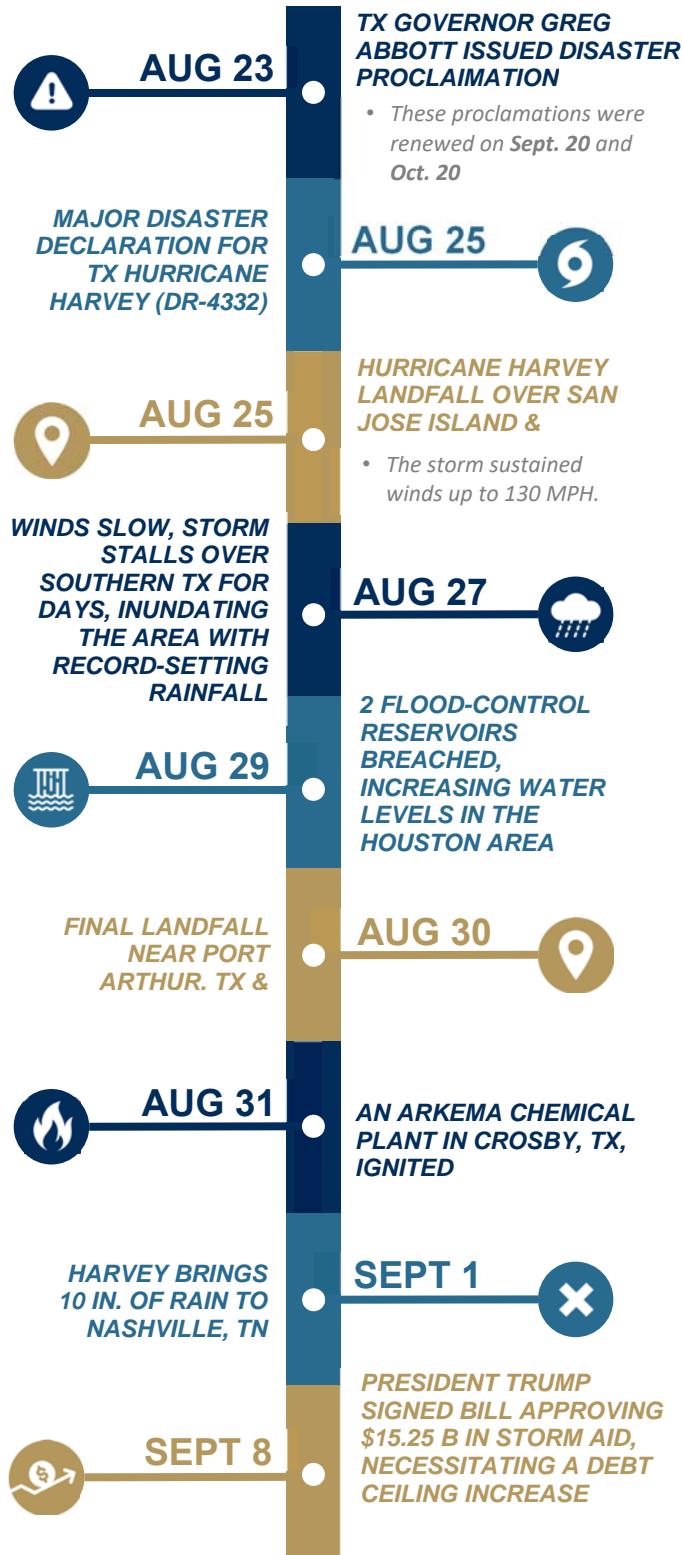 AUG 23
TX GOVERNOR GREG
ABBOTT ISSUED DISASTER
PROCLAIMATION
• These proclamations were
renewed on Sept. 20 and
Oct. 20
MAJOR DISASTER
DECLARATION FOR
TX HURRICANE
HARVEY (DR-4332)
AUG 25
AUG 25
HURRICANE HARVEY
LANDFALL OVER SAN
JOSE ISLAND &
• The storm sustained
winds up to 130 MPH.
WINDS SLOW, STORM
STALLS OVER
SOUTHERN TX FOR
DAYS, INUNDATING
THE AREA WITH
RECORD-SETTING
RAINFALL
AUG 27
AUG 29
2 FLOOD-CONTROL
RESERVOIRS
BREACHED,
INCREASING WATER
LEVELS IN THE
HOUSTON AREA
FINAL LANDFALL
NEAR PORT
ARTHUR. TX &
AUG 30
AUG 31
AN ARKEMA CHEMICAL
PLANT IN CROSBY, TX,
IGNITED
HARVEY BRINGS
10 IN. OF RAIN TO
NASHVILLE, TN
SEPT 1
SEPT 8
PRESIDENT TRUMP
SIGNED BILL APPROVING
$15.25 B IN STORM AID,
NECESSITATING A DEBT
CEILING INCREASE